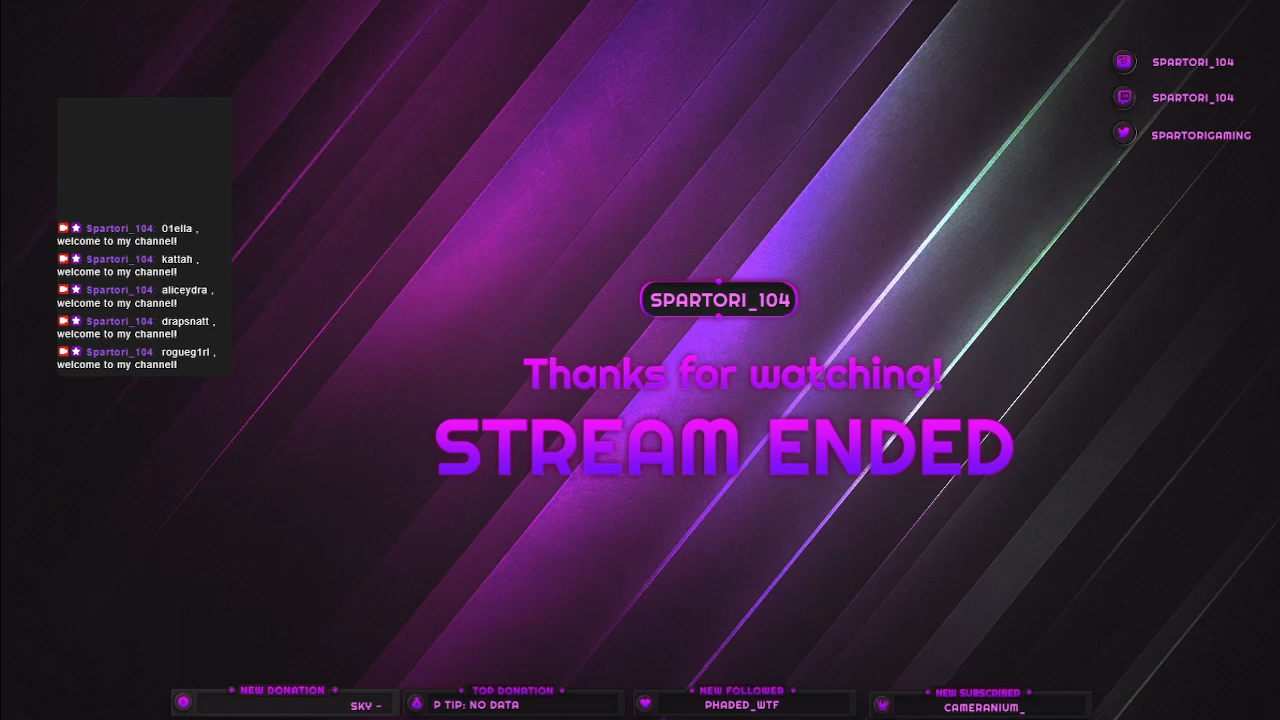 SPARTORI_104
SPARTORI_104
SPARTORIGAMING
Spartori_104: 01ella ,
welcome to my channel!
Spartori_104: kattah ,
welcome to my channel!
Spartori_104: aliceydra ,
welcome to my channel!
Spartori_104: drapsnatt ,
welcome to my channel!
Spartori_104: rogueg1rl ,
welcome to my channel!
SPARTORI_104
Thanks for watching!
STREAM ENDED
NEW DONATION
SKY -
TOP DONATION
P TIP: NO DATA
NEW FOLLOWER
PHADED_WTF
NEW SUBSCRIBER
CAMERANIUM_